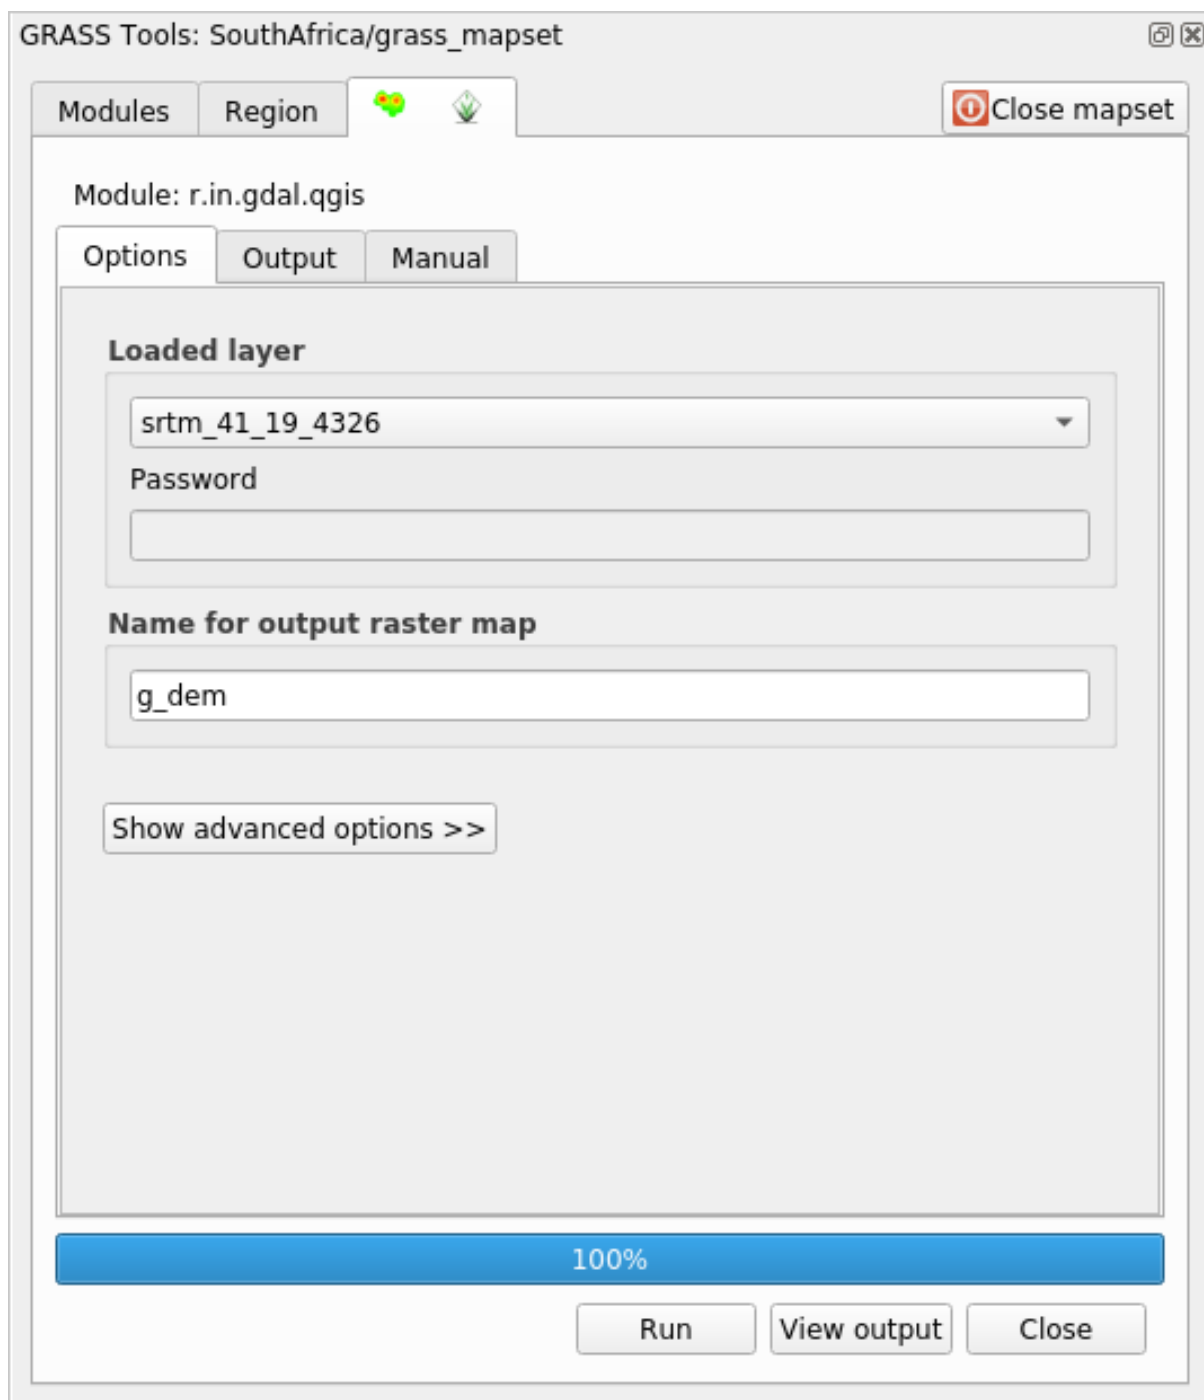 GRASS Tools: SouthAfrica/grass_mapset
Modules Region Close mapset
Module: r.in.gdal.qgis
Options Output Manual
Loaded layer
srtm_41_19_4326
Password
Name for output raster map
g_dem
Show advanced options >>
100%
Run View output Close